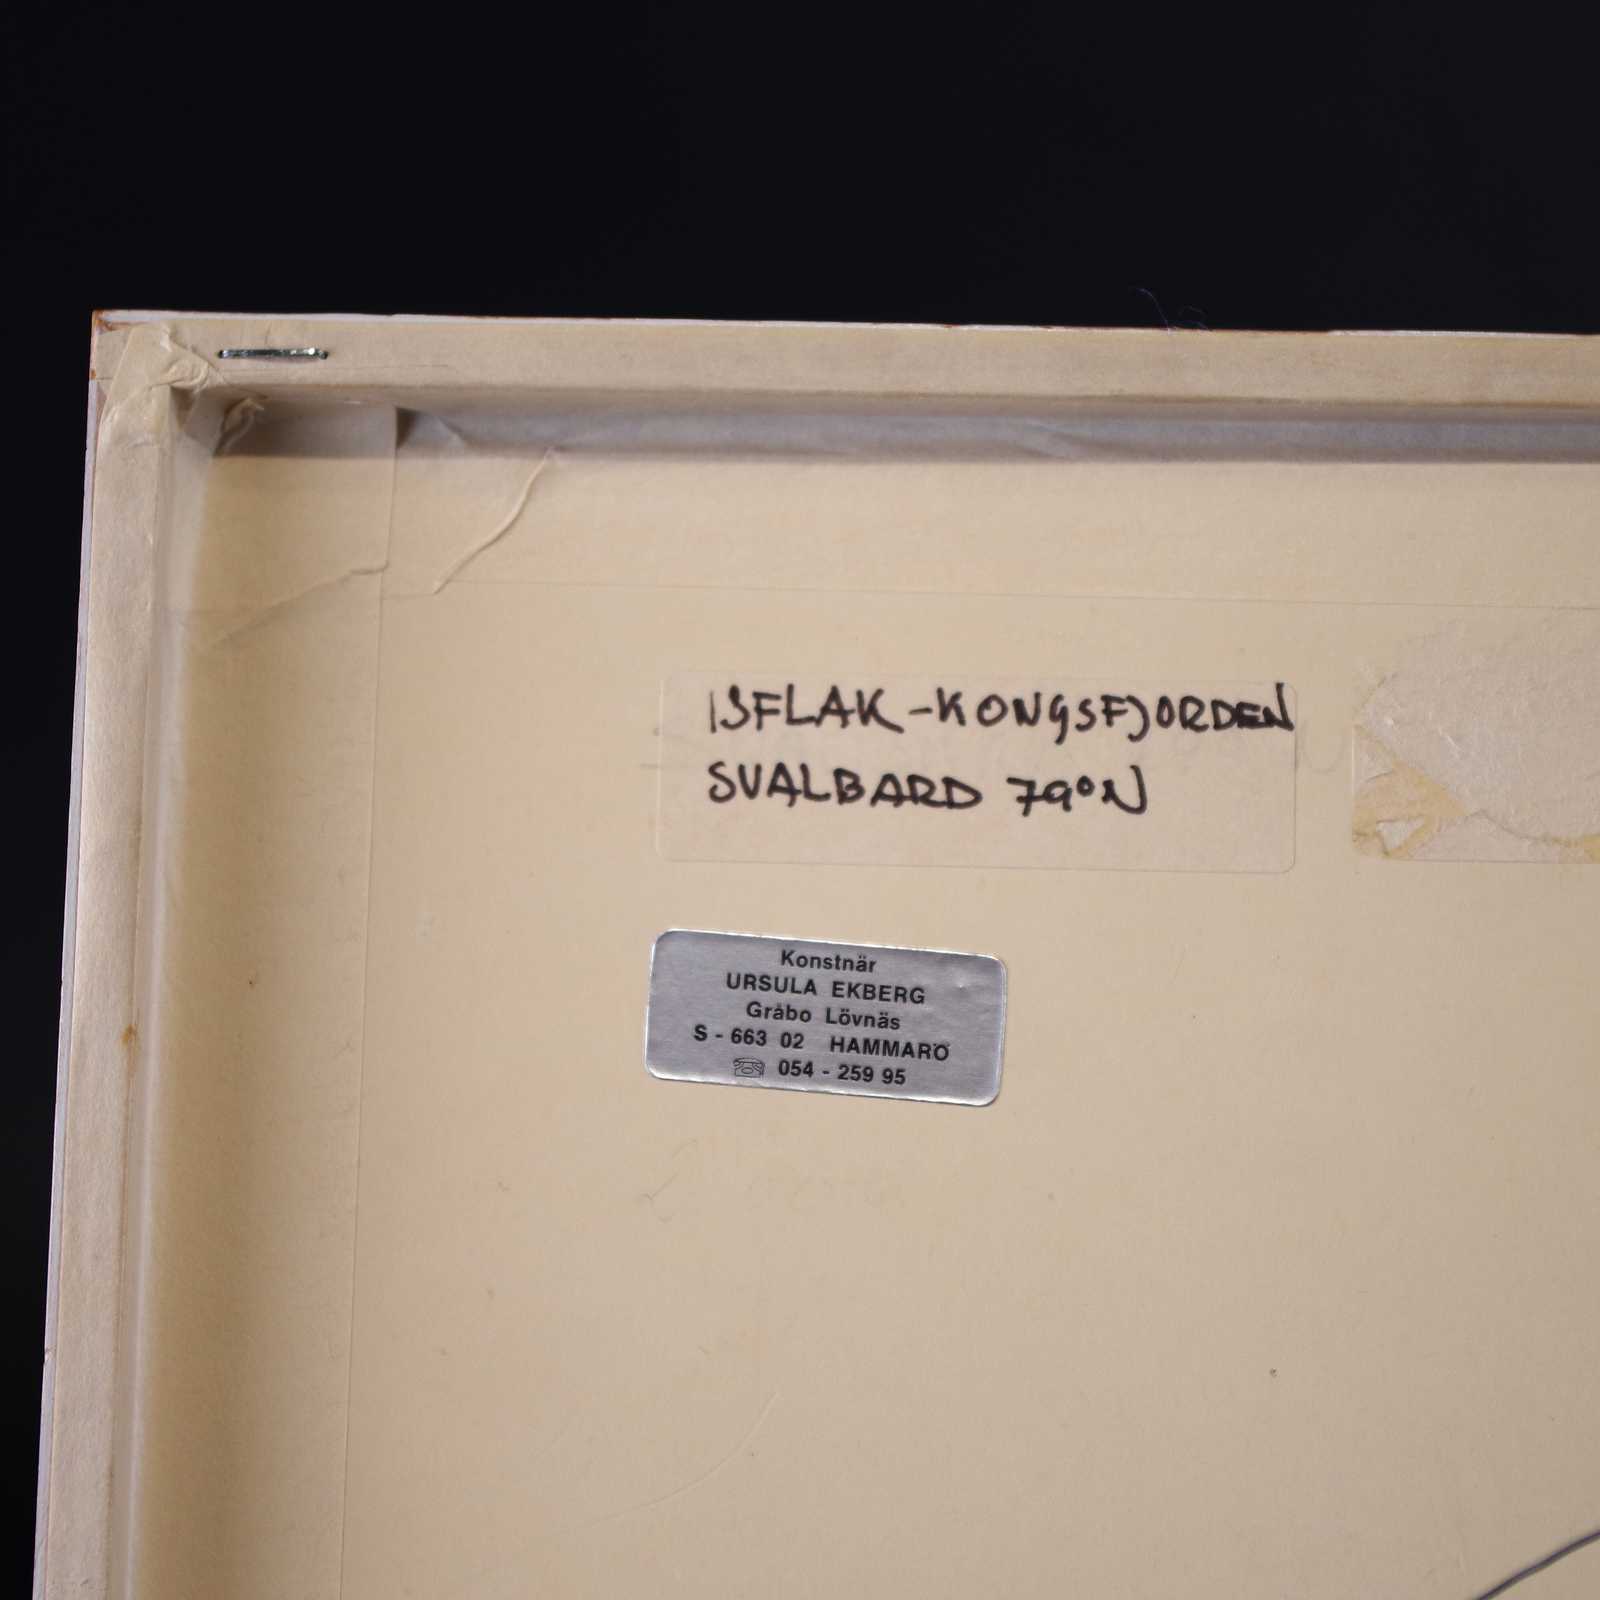 ISFLAK - KONGSFJORDEN
SVALBARD 79°N
Konstnär
URSULA EKBERG
Gråbo Lövnäs
S - 663 02 HAMMARÖ
☏ 054 - 259 95